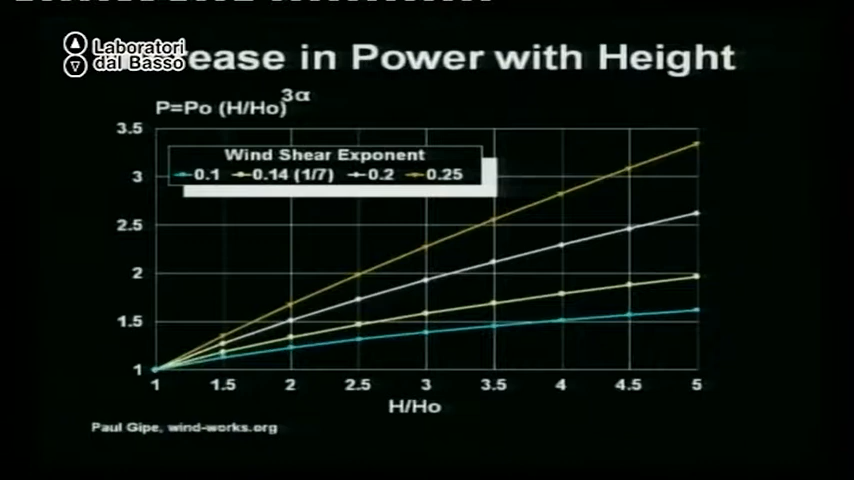 Laboratori
dal Basso
ease in Power with Height
P=Po (H/Ho)^3α
3.5
Wind Shear Exponent
3
0.1 0.14 (1/7) 0.2 0.25
2.5
2
1.5
1
1 1.5 2 2.5 3 3.5 4 4.5 5
H/Ho
Paul Gipe, wind-works.org